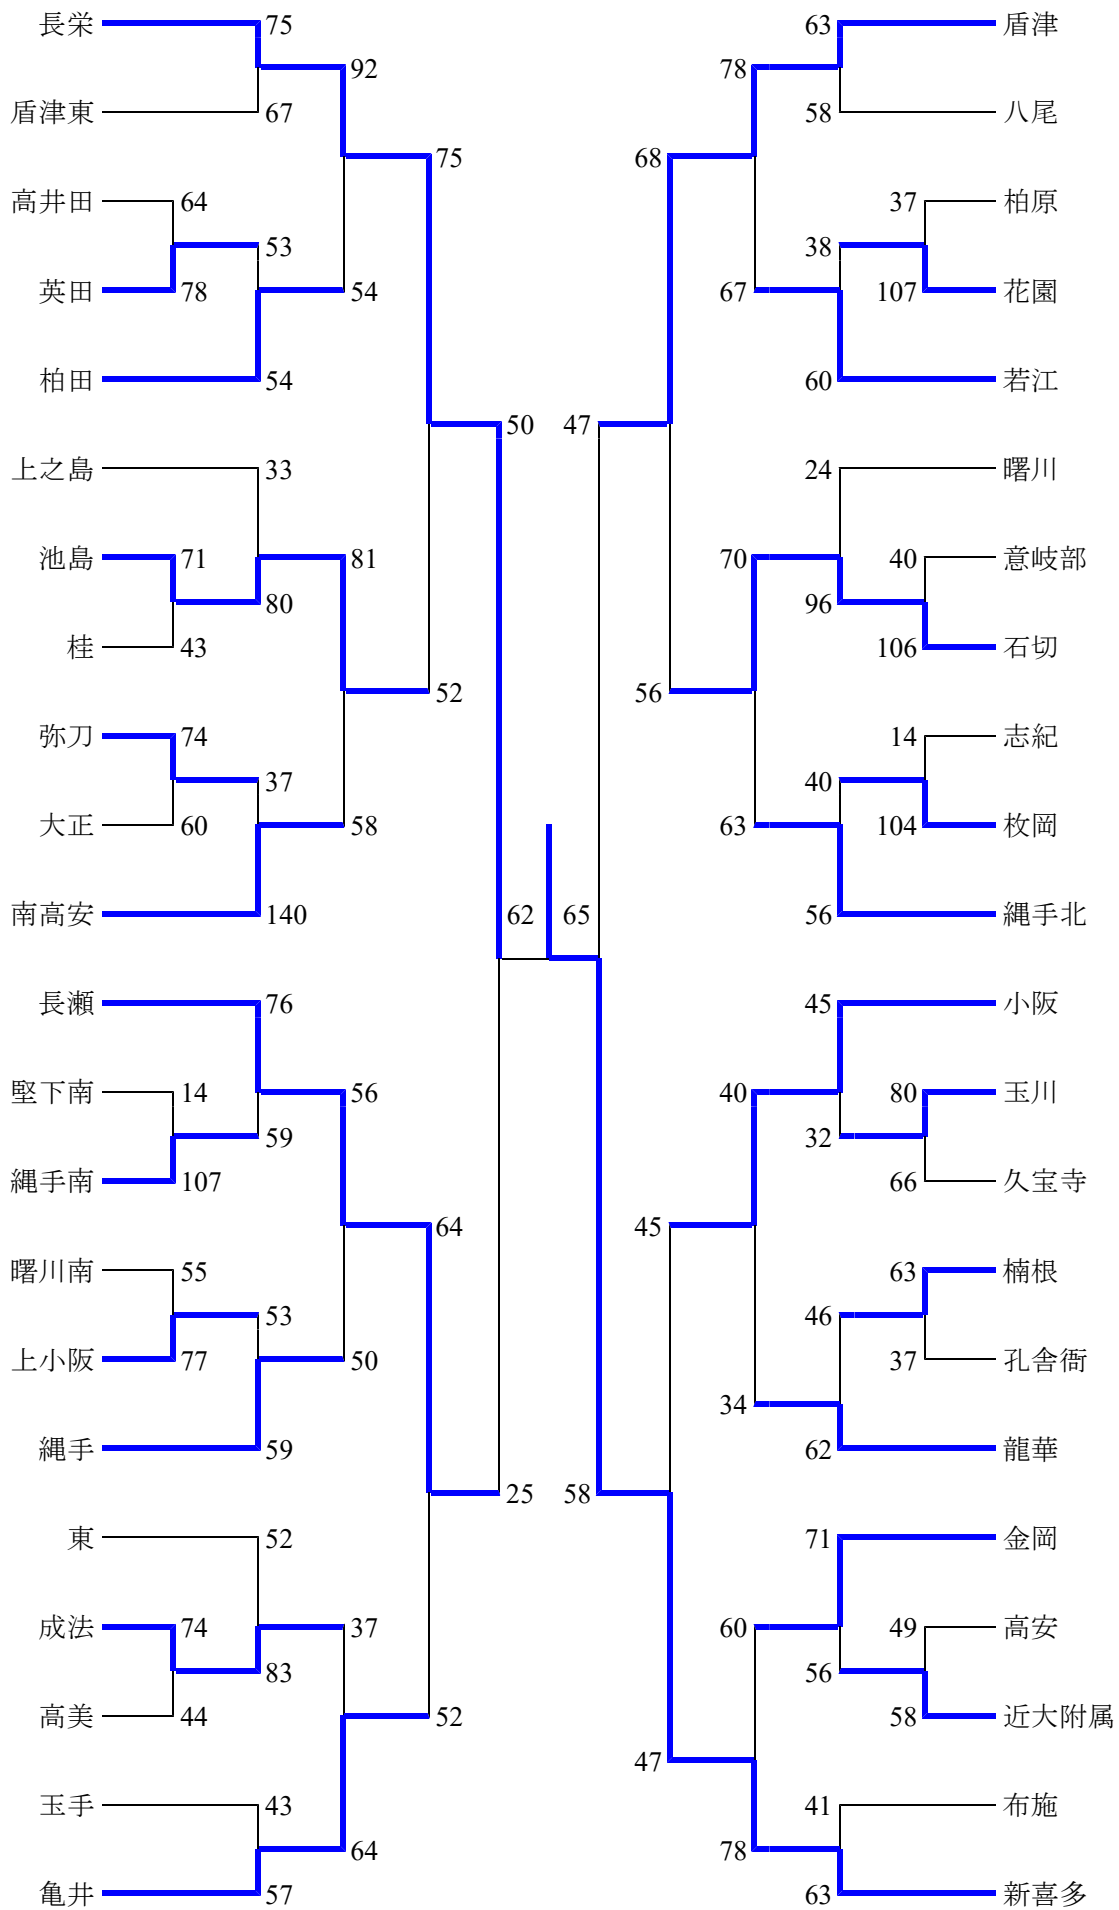 長栄 75 63 盾津
92 78
盾津東 67 58 八尾
75 68
高井田 64 37 柏原
53 38
英田 78 54 67 107 花園
柏田 54 60 若江
50 47
上之島 33 24 曙川
池島 71 81 70 40 意岐部
80 96
桂 43 106 石切
52 56
弥刀 74 14 志紀
37 40
大正 60 58 63 104 枚岡
南高安 140 62 65 56 縄手北
長瀬 76 45 小阪
堅下南 14 56 40 80 玉川
59 32
縄手南 107 66 久宝寺
64 45
曙川南 55 63 楠根
53 46
上小阪 77 50 37 孔舎衙
34
縄手 59 62 龍華
25 58
東 52 71 金岡
成法 74 37 60 49 高安
83 56
高美 44 52 58 近大附属
47
玉手 43 41 布施
64 78
亀井 57 63 新喜多